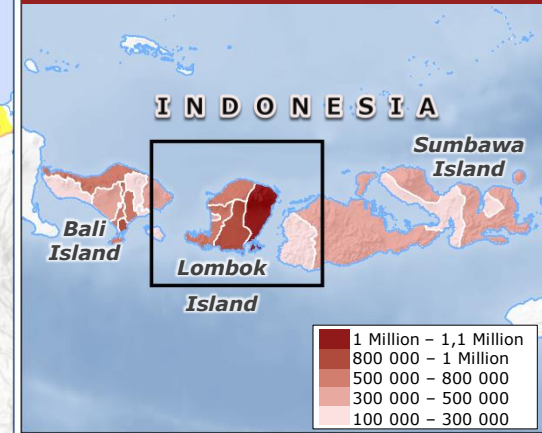 INDONESIA
Sumbawa
Island
Bali
Island
Lombok
Island
1 Million – 1,1 Million
800 000 – 1 Million
500 000 – 800 000
300 000 – 500 000
100 000 – 300 000